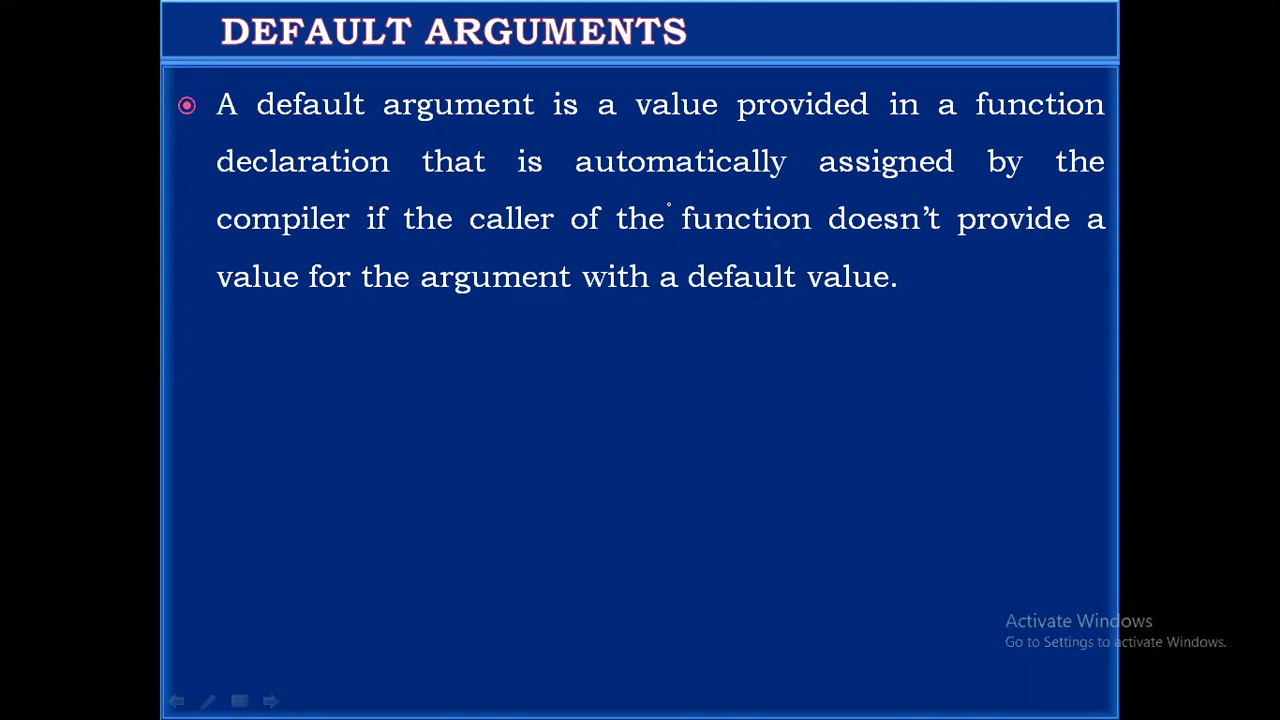 DEFAULT ARGUMENTS
A default argument is a value provided in a function
declaration that is automatically assigned by the
compiler if the caller of the function doesn’t provide a
value for the argument with a default value.
Activate Windows
Go to Settings to activate Windows.